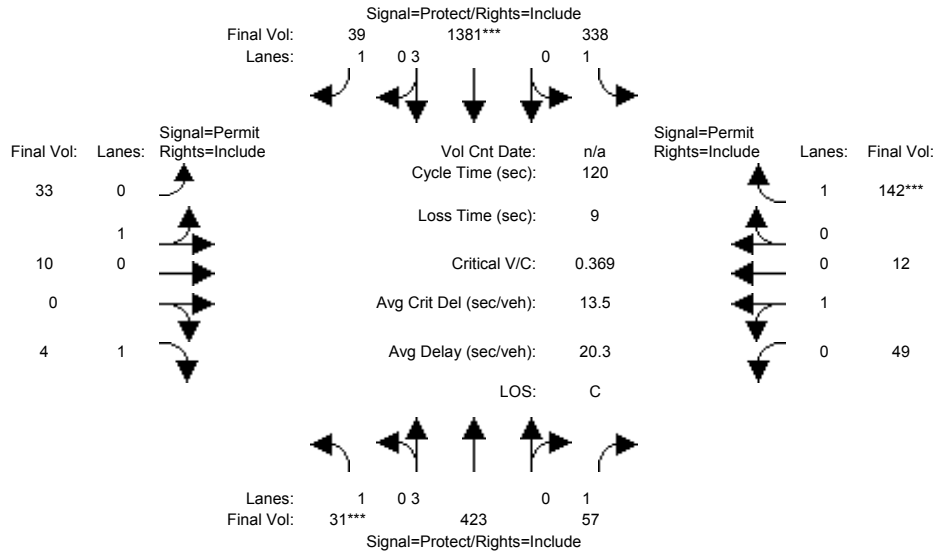 Signal=Protect/Rights=Include
Final Vol: 39 1381*** 338
Lanes: 1 0 3 0 1
Signal=Permit
Final Vol: Lanes: Rights=Include
Vol Cnt Date: n/a
Signal=Permit
Rights=Include Lanes: Final Vol:
Cycle Time (sec): 120
33 0
1 142***
Loss Time (sec): 9
1
0
10 0
Critical V/C: 0.369
0 12
0
Avg Crit Del (sec/veh): 13.5
1
4 1
Avg Delay (sec/veh): 20.3
0 49
LOS: C
Lanes: 1 0 3 0 1
Final Vol: 31*** 423 57
Signal=Protect/Rights=Include